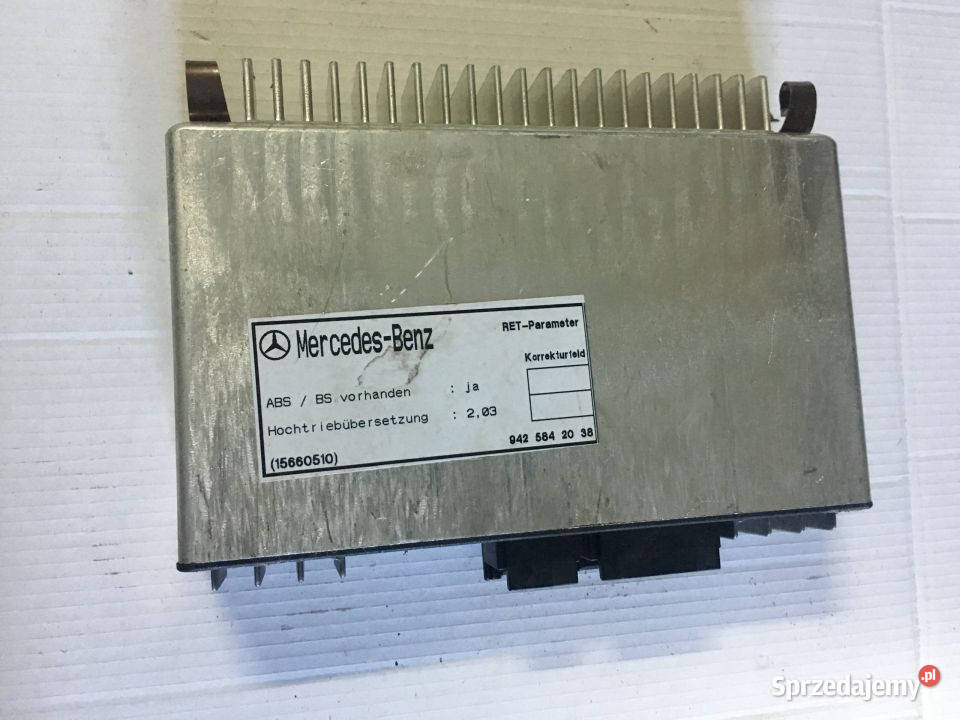 Mercedes-Benz
RET-Parameter
Korrekturfeld
ABS / BS vorhanden : ja
Hochtriebübersetzung : 2,03
(15660510)
942 584 20 38
Sprzedajemy.pl